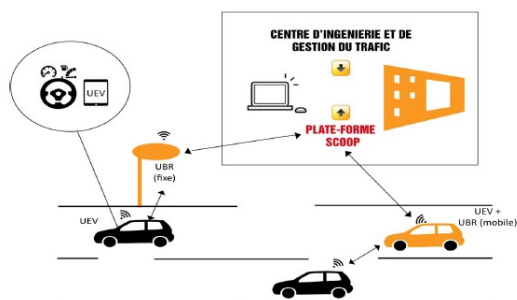 CENTRE D'INGENIERIE ET DE
GESTION DU TRAFIC
UEV
PLATE-FORME
SCOOP
UBR
(fixe)
UEV
UEV +
UBR (mobile)